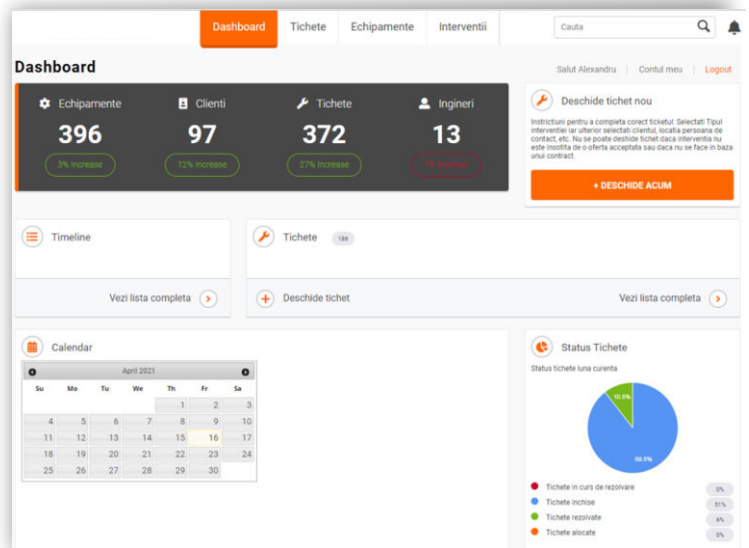 Dashboard Tichete Echipamente Interventii Cauta
Dashboard
Salut Alexandru | Contul meu | Logout
Echipamente Clienti Tichete Ingineri
396 97 372 13
3% Increase 12% Increase 27% Increase
Deschide tichet nou
Instrictiuni pentru a completa corect ticketul: Selectati Tipul
interventiei iar ulterior selectati clientul, locatia persoana de
contact, etc. Nu se poate deshide tichet daca interventia nu
este insotita de o oferta acceptata sau daca nu se face in baza
unui contract.
+ DESCHIDE ACUM
Timeline
Vezi lista completa
Tichete 186
Deschide tichet
Vezi lista completa
Calendar
April 2021
Su Mo Tu We Th Fr Sa
1 2 3
4 5 6 7 8 9 10
11 12 13 14 15 16 17
18 19 20 21 22 23 24
25 26 27 28 29 30
Status Tichete
Status tichete luna curenta
10.5%
89.5%
Tichete in curs de rezolvare 0%
Tichete inchise 51%
Tichete rezolvate 6%
Tichete alocate 0%